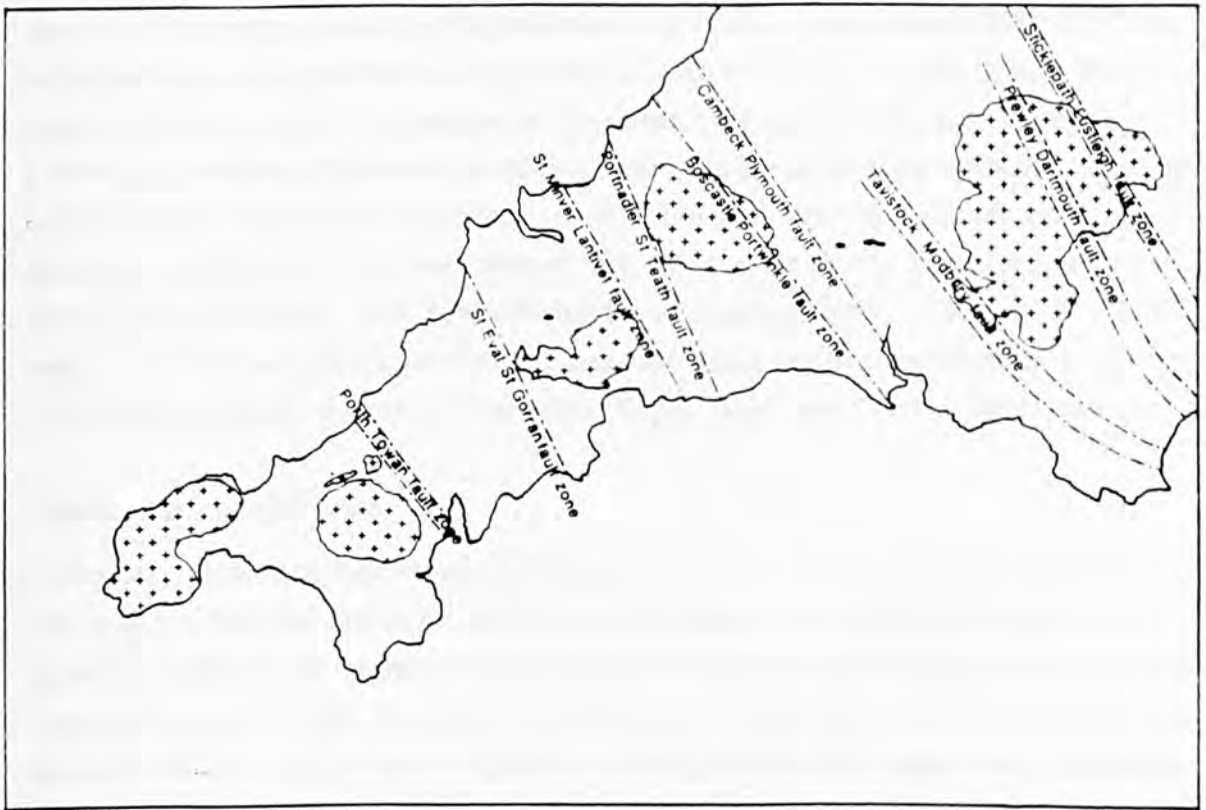 Porth Towan fault zone
St Eval St Gorran fault zone
St Minver Lantivet fault zone
Portnadler St Teath fault zone
Boscastle Portwrinkle fault zone
Cambeck Plymouth fault zone
Tavistock Modbury fault zone
Prewley Dartmouth fault zone
Sticklepath Lustleigh fault zone